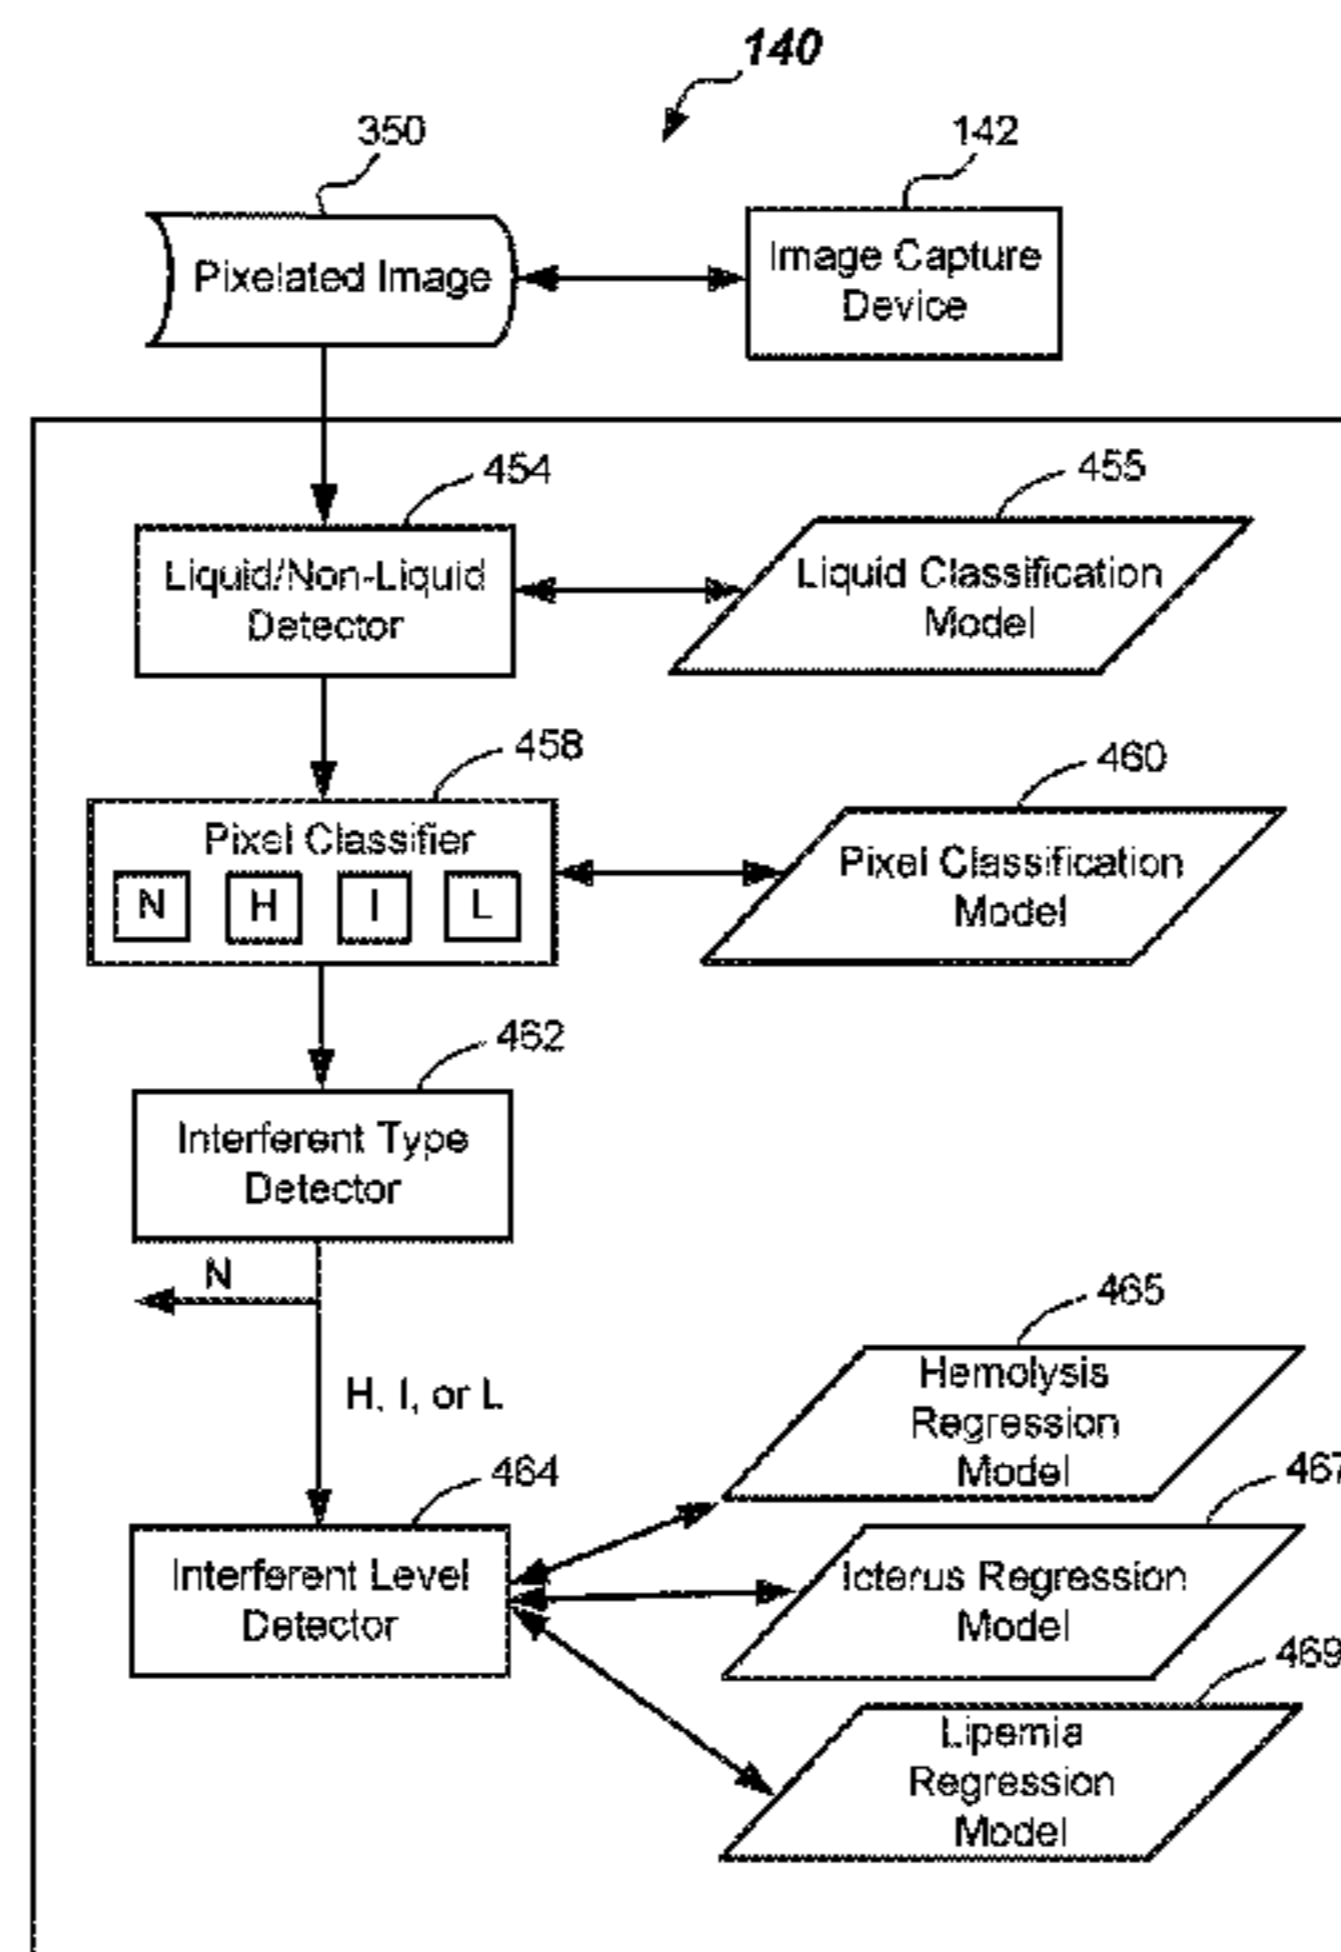 140
350
142
Pixelated Image
Image Capture
Device
454
455
Liquid/Non-Liquid
Detector
Liquid Classification
Model
458
460
Pixel Classifier
N H I L
Pixel Classification
Model
462
Interferent Type
Detector
N
H, I, or L
465
Hemolysis
Regression
Model
464
467
Interferent Level
Detector
Icterus Regression
Model
469
Lipemia
Regression
Model